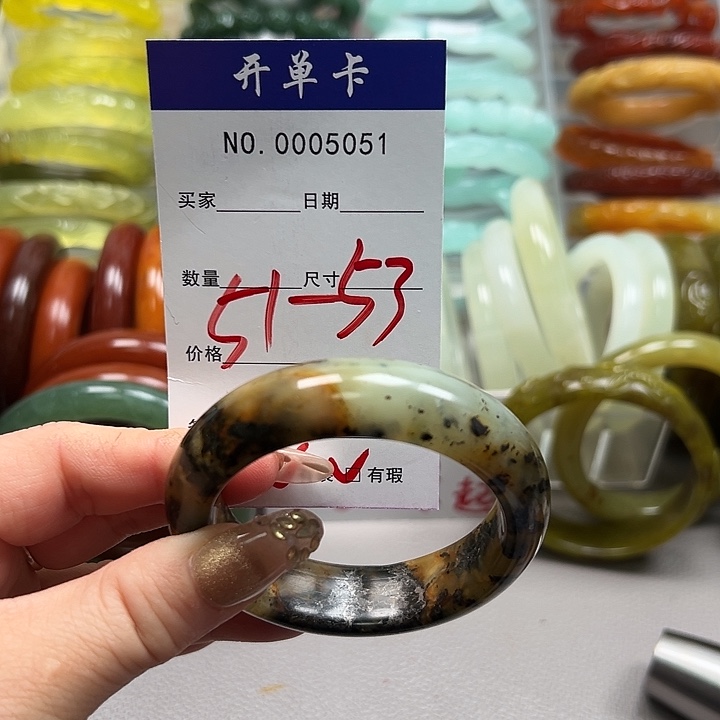 开单卡
NO.0005051
买家 日期
数量 尺寸
51-53
价格
有瑕